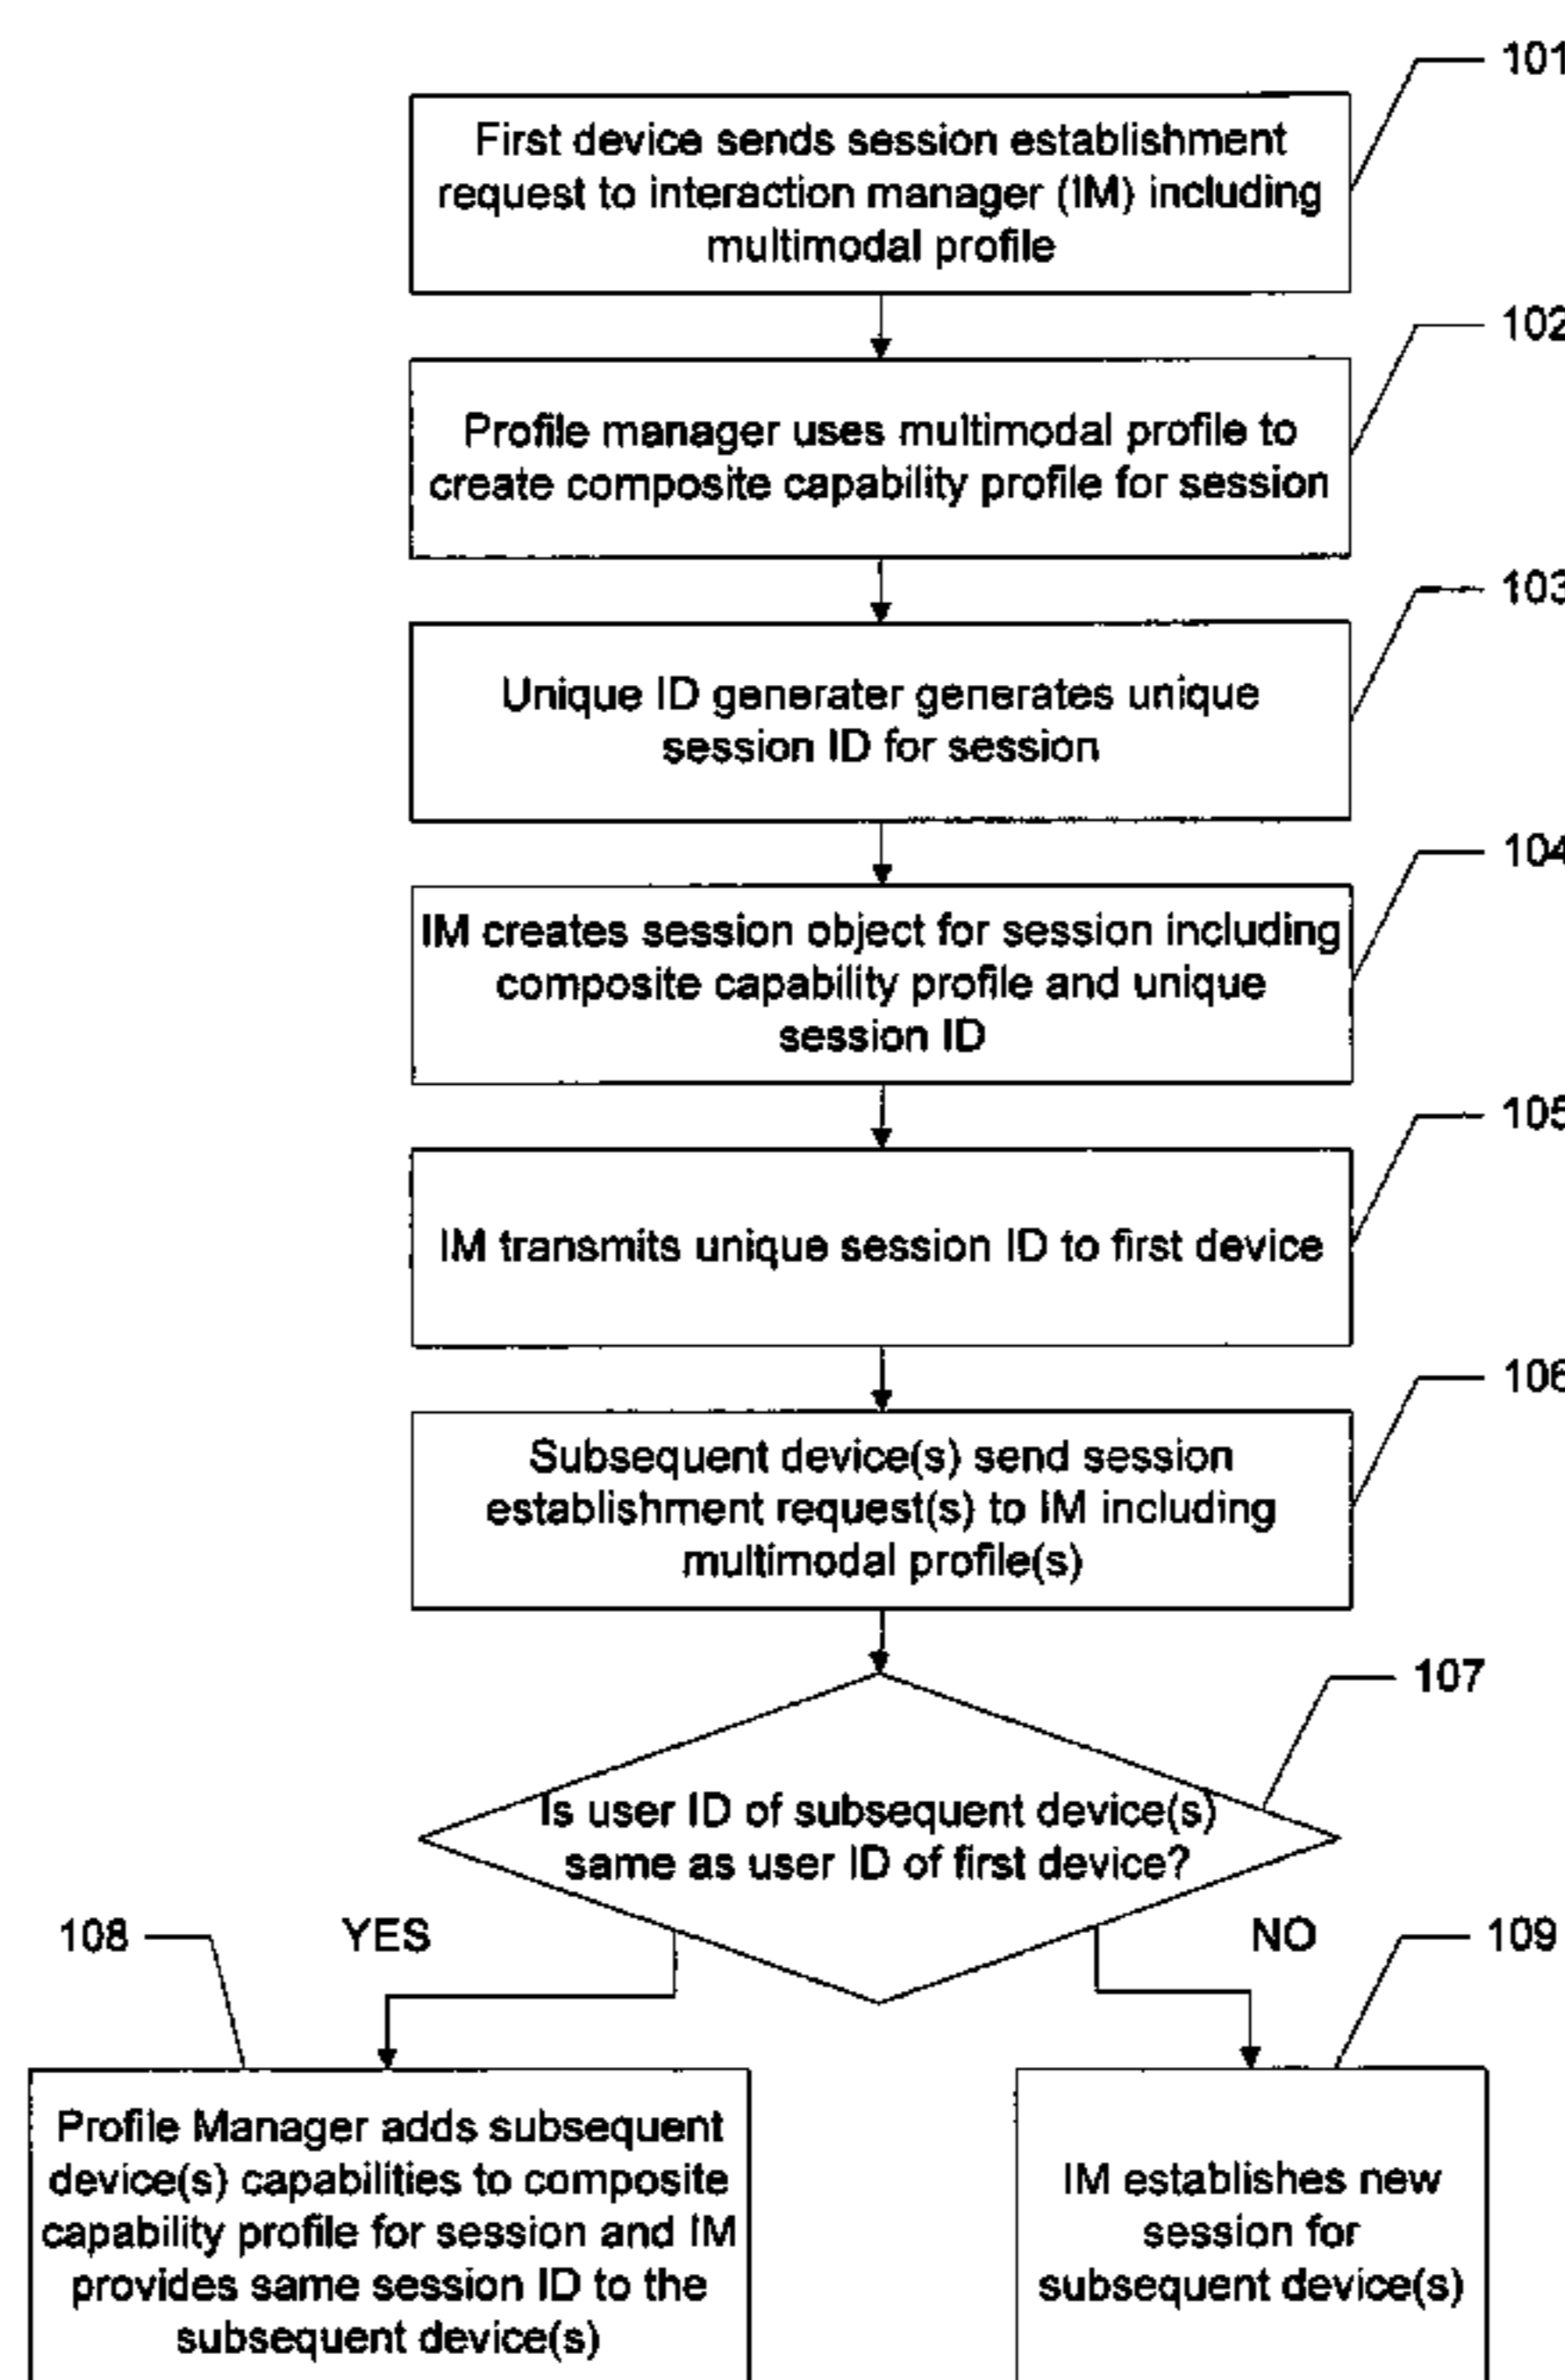 101
First device sends session establishment
request to interaction manager (IM) including
multimodal profile
102
Profile manager uses multimodal profile to
create composite capability profile for session
103
Unique ID generater generates unique
session ID for session
104
IM creates session object for session including
composite capability profile and unique
session ID
105
IM transmits unique session ID to first device
106
Subsequent device(s) send session
establishment request(s) to IM including
multimodal profile(s)
107
Is user ID of subsequent device(s)
same as user ID of first device?
108
YES
NO
109
Profile Manager adds subsequent
device(s) capabilities to composite
capability profile for session and IM
provides same session ID to the
subsequent device(s)
IM establishes new
session for
subsequent device(s)